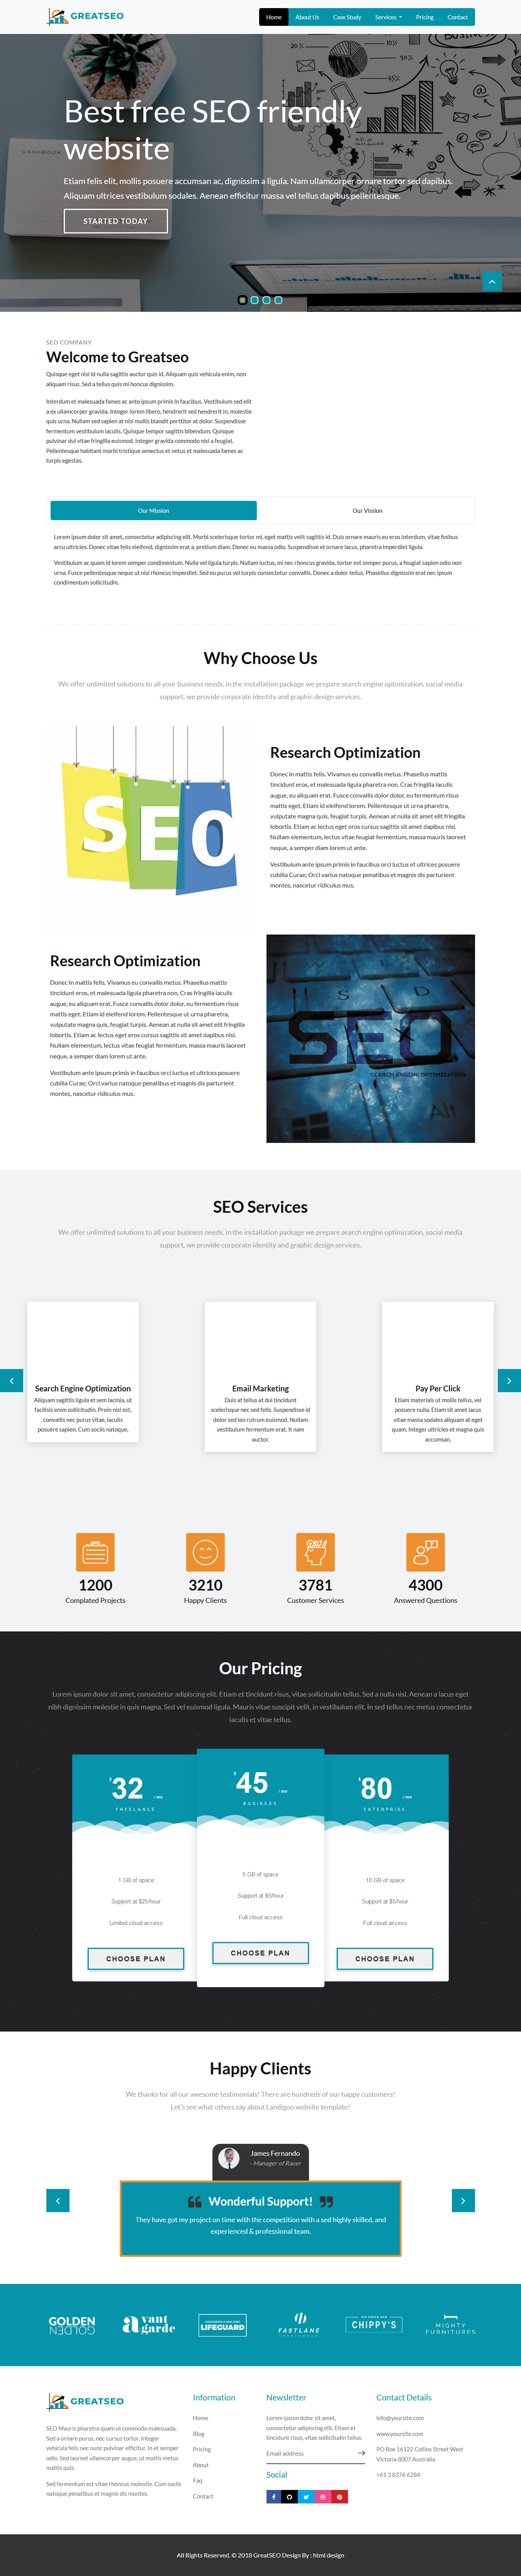 GREATSEO
Home
About Us
Case Study
Services
Pricing
Contact
Best free SEO friendly
website
Etiam felis elit, mollis posuere accumsan ac, dignissim a ligula. Nam ullamcorper ornare tortor sed dapibus.
Aliquam ultrices vestibulum sodales. Aenean efficitur massa vel tellus dapibus pellentesque.
STARTED TODAY
SEO COMPANY
Welcome to Greatseo
Quisque eget nisl id nulla sagittis auctor quis id. Aliquam quis vehicula enim, non
aliquam risus. Sed a tellus quis mi rhoncus dignissim.
Interdum et malesuada fames ac ante ipsum primis in faucibus. Vestibulum sed elit
a ex ullamcorper gravida. Integer lorem libero, hendrerit sed hendrerit in, molestie
quis urna. Nullam sed sapien at nisi mollis blandit porttitor at dolor. Suspendisse
fermentum vestibulum iaculis. Quisque tempor sagittis bibendum. Quisque
pulvinar dui vitae fringilla euismod. Integer gravida commodo nisi a feugiat.
Pellentesque habitant morbi tristique senectus et netus et malesuada fames ac
turpis egestas.
Our Mission
Our Vission
Lorem ipsum dolor sit amet, consectetur adipiscing elit. Morbi scelerisque tortor mi, eget mattis velit sagittis id. Duis ornare mauris eu eros interdum, vitae finibus
arcu ultricies. Donec vitae felis eleifend, dignissim erat a, pretium diam. Donec eu massa odio. Suspendisse et ornare lacus, pharetra imperdiet ligula.
Vestibulum ac quam id lorem semper condimentum. Nulla vel ligula turpis. Nullam luctus, mi nec rhoncus gravida, tortor est semper purus, a feugiat sapien odio non
urna. Fusce pellentesque neque ut nisi rhoncus imperdiet. Sed eu purus vel turpis consectetur convallis. Donec a dolor tellus. Phasellus dignissim erat nec ipsum
condimentum sollicitudin.
Why Choose Us
We offer unlimited solutions to all your business needs. in the installation package we prepare search engine optimization, social media
support, we provide corporate identity and graphic design services.
SEO
Research Optimization
Donec in mattis felis. Vivamus eu convallis metus. Phasellus mattis
tincidunt eros, et malesuada ligula pharetra non. Cras fringilla iaculis
augue, eu aliquam erat. Fusce convallis dolor dolor, eu fermentum risus
mattis eget. Etiam id eleifend lorem. Pellentesque ut urna pharetra,
vulputate magna quis, feugiat turpis. Aenean at nulla sit amet elit fringilla
lobortis. Etiam ac lectus eget eros cursus sagittis sit amet dapibus nisi.
Nullam elementum, lectus vitae feugiat fermentum, massa mauris laoreet
neque, a semper diam lorem ut ante.
Vestibulum ante ipsum primis in faucibus orci luctus et ultrices posuere
cubilia Curae; Orci varius natoque penatibus et magnis dis parturient
montes, nascetur ridiculus mus.
Research Optimization
Donec in mattis felis. Vivamus eu convallis metus. Phasellus mattis
tincidunt eros, et malesuada ligula pharetra non. Cras fringilla iaculis
augue, eu aliquam erat. Fusce convallis dolor dolor, eu fermentum risus
mattis eget. Etiam id eleifend lorem. Pellentesque ut urna pharetra,
vulputate magna quis, feugiat turpis. Aenean at nulla sit amet elit fringilla
lobortis. Etiam ac lectus eget eros cursus sagittis sit amet dapibus nisi.
Nullam elementum, lectus vitae feugiat fermentum, massa mauris laoreet
neque, a semper diam lorem ut ante.
Vestibulum ante ipsum primis in faucibus orci luctus et ultrices posuere
cubilia Curae; Orci varius natoque penatibus et magnis dis parturient
montes, nascetur ridiculus mus.
SEO
SEARCH ENGINE OPTIMIZATION
Alt
SEO Services
We offer unlimited solutions to all your business needs. in the installation package we prepare search engine optimization, social media
support, we provide corporate identity and graphic design services.
Search Engine Optimization
Aliquam sagittis ligula et sem lacinia, ut
facilisis enim sollicitudin. Proin nisi est,
convallis nec purus vitae, iaculis
posuere sapien. Cum sociis natoque.
Email Marketing
Duis at tellus at dui tincidunt
scelerisque nec sed felis. Suspendisse id
dolor sed leo rutrum euismod. Nullam
vestibulum fermentum erat. It nam
auctor.
Pay Per Click
Etiam materials ut mollis tellus, vel
posuere nulla. Etiam sit amet lacus
vitae massa sodales aliquam at eget
quam. Integer ultricies et magna quis
accumsan.
1200
Complated Projects
3210
Happy Clients
3781
Customer Services
4300
Answered Questions
Our Pricing
Lorem ipsum dolor sit amet, consectetur adipiscing elit. Etiam et tincidunt risus, vitae sollicitudin tellus. Sed a nulla nisl. Aenean a lacus eget
nibh dignissim molestie in quis magna. Sed vel euismod ligula. Mauris vitae suscipit velit, in vestibulum elit. In sed tellus nec metus consectetur
iaculis et vitae tellus.
$32 / mo
FREELANCE
1 GB of space
Support at $25/hour
Limited cloud access
CHOOSE PLAN
$45 / mo
BUSINESS
5 GB of space
Support at $5/hour
Full cloud access
CHOOSE PLAN
$80 / mo
ENTERPRISE
10 GB of space
Support at $5/hour
Full cloud access
CHOOSE PLAN
Happy Clients
We thanks for all our awesome testimonials! There are hundreds of our happy customers!
Let's see what others say about Landigoo website template!
James Fernando
- Manager of Racer
Wonderful Support!
They have got my project on time with the competition with a sed highly skilled, and
experienced & professional team.
GOLDEN
GOLDEN
avant
garde
LIFEGUARD
FASTLANE
CHIPPY'S
MIGHTY
FURNITURES
GREATSEO
SEO Mauris pharetra quam ut commodo malesuada.
Sed a ornare purus, nec cursus tortor. Integer
vehicula felis nec nunc pulvinar efficitur. In et semper
odio. Sed laoreet ullamcorper augue, ut mattis metus
mattis quis.
Sed fermentum est vitae rhoncus molestie. Cum sociis
natoque penatibus et magnis dis montes.
Information
Home
Blog
Pricing
About
Faq
Contact
Newsletter
Lorem ipsum dolor sit amet,
consectetur adipiscing elit. Etiam et
tincidunt risus, vitae sollicitudin tellus.
Email address
Social
Contact Details
info@yoursite.com
www.yoursite.com
PO Box 16122 Collins Street West
Victoria 8007 Australia
+61 3 8376 6284
All Rights Reserved. © 2018 GreatSEO Design By : html design